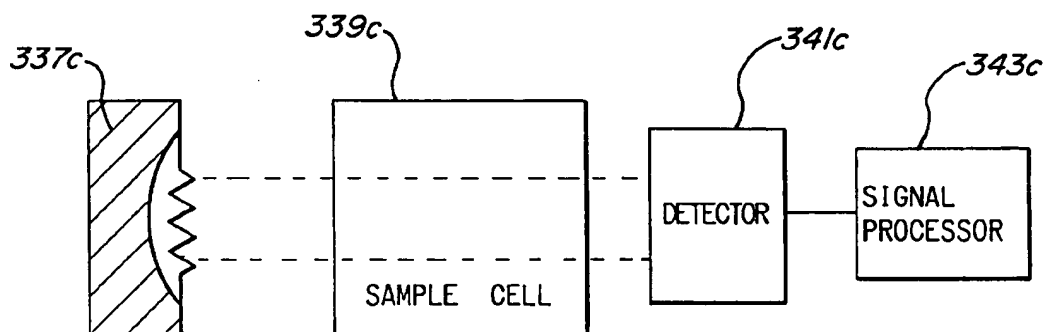 337c
339c
341c
343c
DETECTOR
SIGNAL
PROCESSOR
SAMPLE CELL